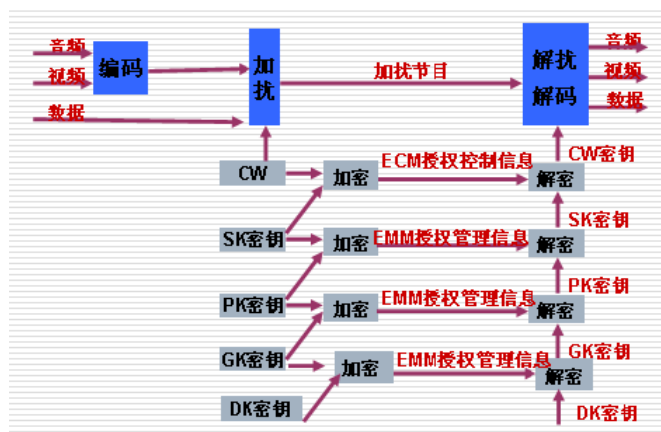 音频
视频
数据
编码
加
扰
加扰节目
解扰
解码
音频
视频
数据
CW
加密
ECM授权控制信息
解密
CW密钥
SK密钥
加密
EMM授权管理信息
解密
SK密钥
PK密钥
加密
EMM授权管理信息
解密
PK密钥
GK密钥
加密
EMM授权管理信息
解密
GK密钥
DK密钥
DK密钥